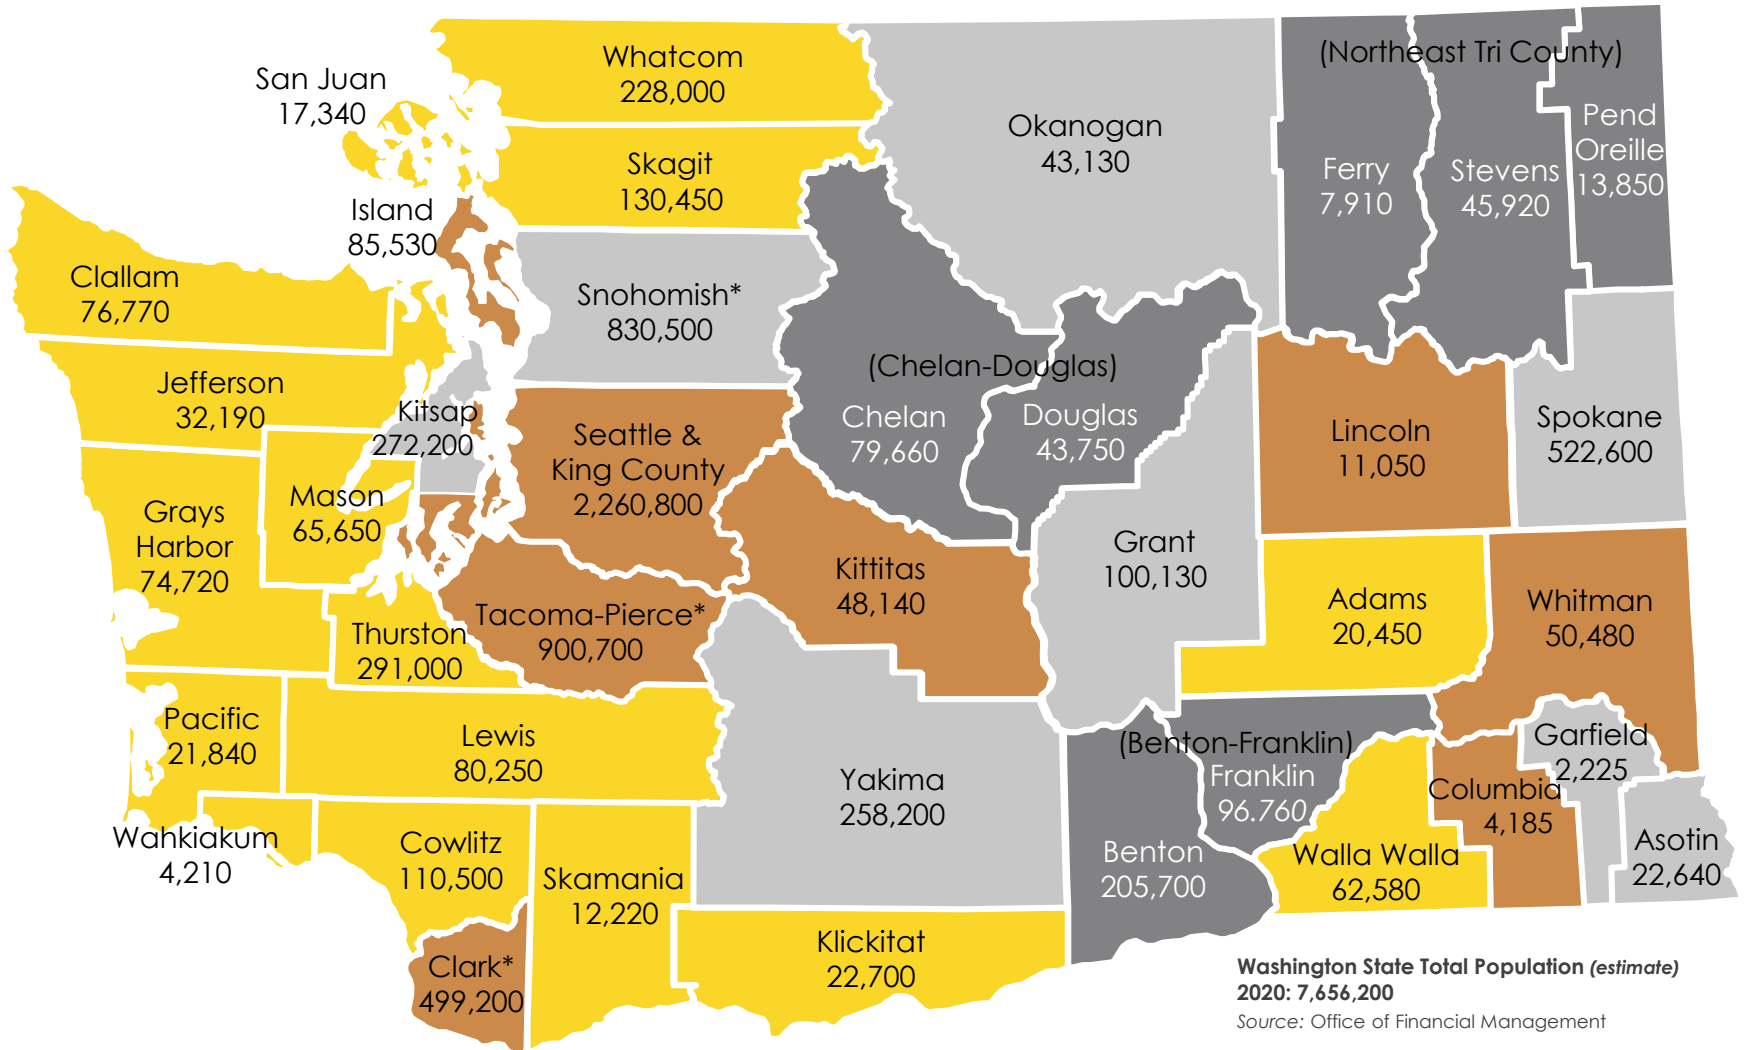 Whatcom
228,000
San Juan
17,340
Skagit
130,450
Island
85,530
Okanogan
43,130
(Northeast Tri County)
Ferry
7,910
Stevens
45,920
Pend
Oreille
13,850
Clallam
76,770
Snohomish*
830,500
Jefferson
32,190
Kitsap
272,200
Seattle &
King County
2,260,800
(Chelan-Douglas)
Chelan
79,660
Douglas
43,750
Lincoln
11,050
Spokane
522,600
Grays
Harbor
74,720
Mason
65,650
Kittitas
48,140
Grant
100,130
Adams
20,450
Whitman
50,480
Thurston
291,000
Tacoma-Pierce*
900,700
Pacific
21,840
Lewis
80,250
Yakima
258,200
(Benton-Franklin)
Franklin
96.760
Benton
205,700
Garfield
2,225
Columbia
4,185
Asotin
22,640
Walla Walla
62,580
Wahkiakum
4,210
Cowlitz
110,500
Skamania
12,220
Klickitat
22,700
Clark*
499,200
Washington State Total Population (estimate)
2020: 7,656,200
Source: Office of Financial Management